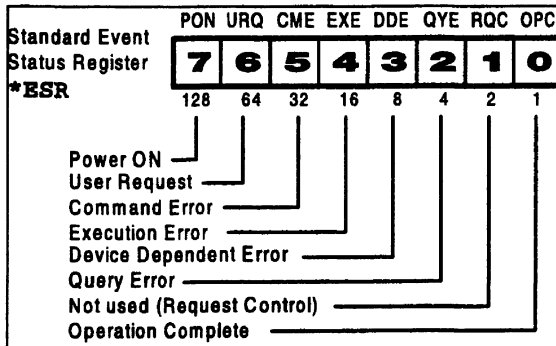 PON URQ CME EXE DDE QYE RQC OPC
Standard Event
Status Register
*ESR
7 6 5 4 3 2 1 0
128 64 32 16 8 4 2 1
Power ON
User Request
Command Error
Execution Error
Device Dependent Error
Query Error
Not used (Request Control)
Operation Complete